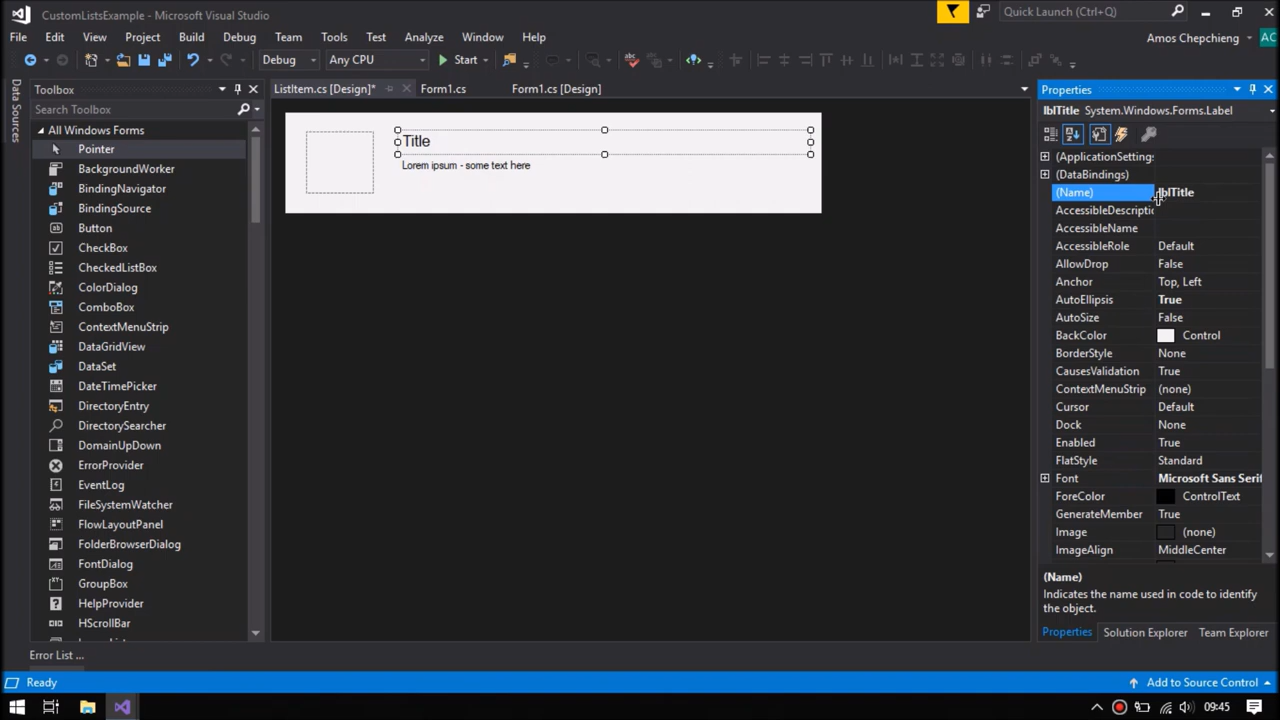 CustomListsExample - Microsoft Visual Studio
Quick Launch (Ctrl+Q)
File Edit View Project Build Debug Team Tools Test Analyze Window Help
Amos Chepchieng AC
Debug Any CPU Start
Data Sources
Toolbox
ListItem.cs [Design]* Form1.cs Form1.cs [Design]
Properties
Search Toolbox
lblTitle System.Windows.Forms.Label
All Windows Forms
Pointer
BackgroundWorker
BindingNavigator
BindingSource
Button
CheckBox
CheckedListBox
ColorDialog
ComboBox
ContextMenuStrip
DataGridView
DataSet
DateTimePicker
DirectoryEntry
DirectorySearcher
DomainUpDown
ErrorProvider
EventLog
FileSystemWatcher
FlowLayoutPanel
FolderBrowserDialog
FontDialog
GroupBox
HelpProvider
HScrollBar
Title
Lorem ipsum - some text here
(ApplicationSettings
(DataBindings)
(Name) lblTitle
AccessibleDescriptio
AccessibleName
AccessibleRole Default
AllowDrop False
Anchor Top, Left
AutoEllipsis True
AutoSize False
BackColor Control
BorderStyle None
CausesValidation True
ContextMenuStrip (none)
Cursor Default
Dock None
Enabled True
FlatStyle Standard
Font Microsoft Sans Serif
ForeColor ControlText
GenerateMember True
Image (none)
ImageAlign MiddleCenter
(Name)
Indicates the name used in code to identify
the object.
Properties Solution Explorer Team Explorer
Error List ...
Ready
Add to Source Control
09:45